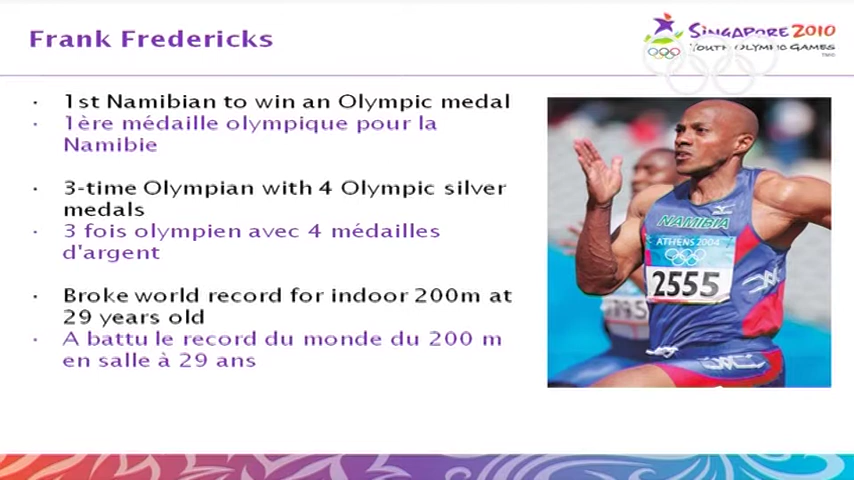 Frank Fredericks
SINGAPORE 2010
YOUTH OLYMPIC GAMES
· 1st Namibian to win an Olympic medal
· 1ère médaille olympique pour la
Namibie
· 3-time Olympian with 4 Olympic silver
medals
· 3 fois olympien avec 4 médailles
d'argent
· Broke world record for indoor 200m at
29 years old
· A battu le record du monde du 200 m
en salle à 29 ans
NAMIBIA
ATHENS 2004
2555